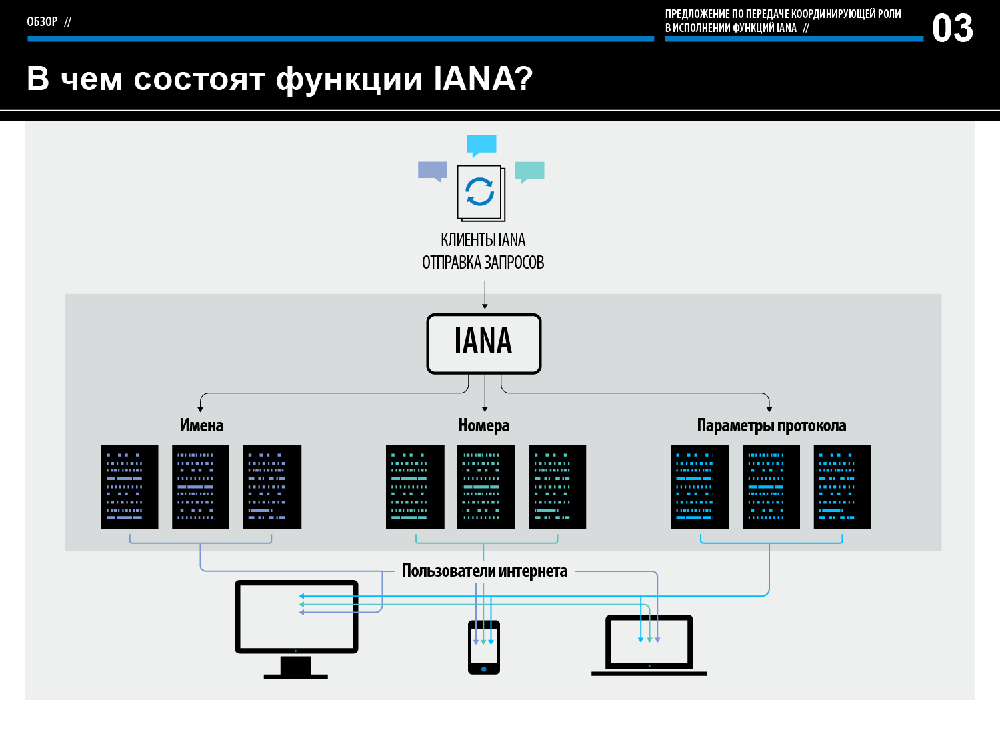 ОБЗОР //
ПРЕДЛОЖЕНИЕ ПО ПЕРЕДАЧЕ КООРДИНИРУЮЩЕЙ РОЛИ
В ИСПОЛНЕНИИ ФУНКЦИЙ IANA //
03
В чем состоят функции IANA?
КЛИЕНТЫ IANA
ОТПРАВКА ЗАПРОСОВ
IANA
Имена
Номера
Параметры протокола
Пользователи интернета